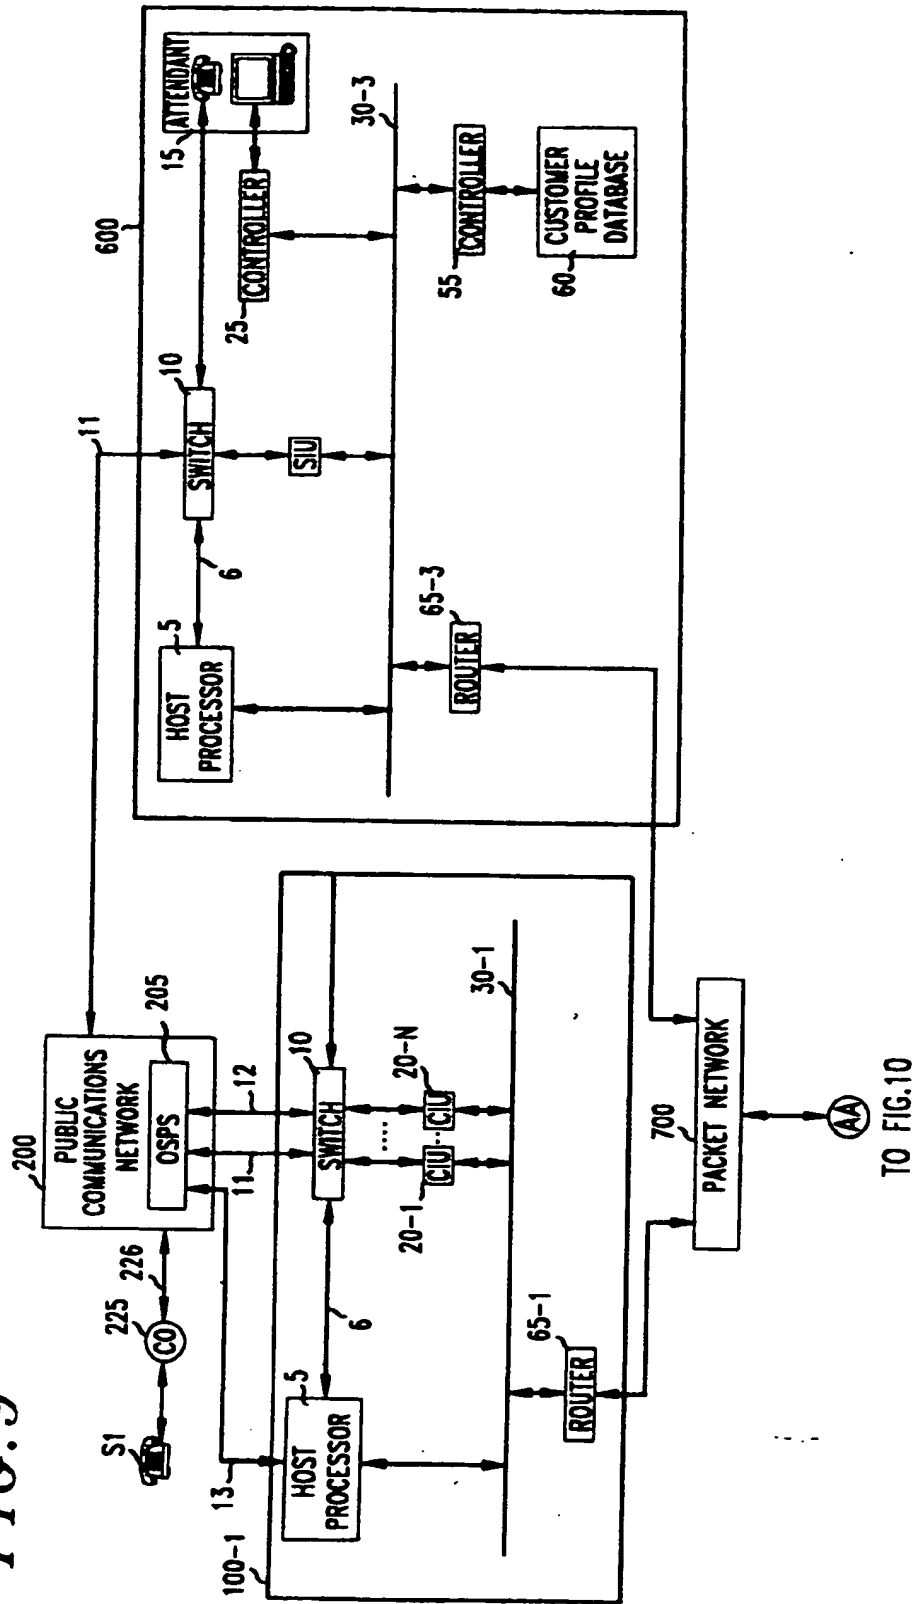 FIG.9
S1
225
CO
226
200
PUBLIC
COMMUNICATIONS
NETWORK
OSPS
205
11
12
13
100-1
HOST
PROCESSOR
5
6
SWITCH
10
20-1
CIU
....
...
CIU
20-N
30-1
65-1
ROUTER
600
11
HOST
PROCESSOR
5
6
SWITCH
10
SIU
15
ATTENDANT
25
CONTROLLER
30-3
65-3
ROUTER
55
CONTROLLER
60
CUSTOMER
PROFILE
DATABASE
700
PACKET NETWORK
AA
TO FIG.10